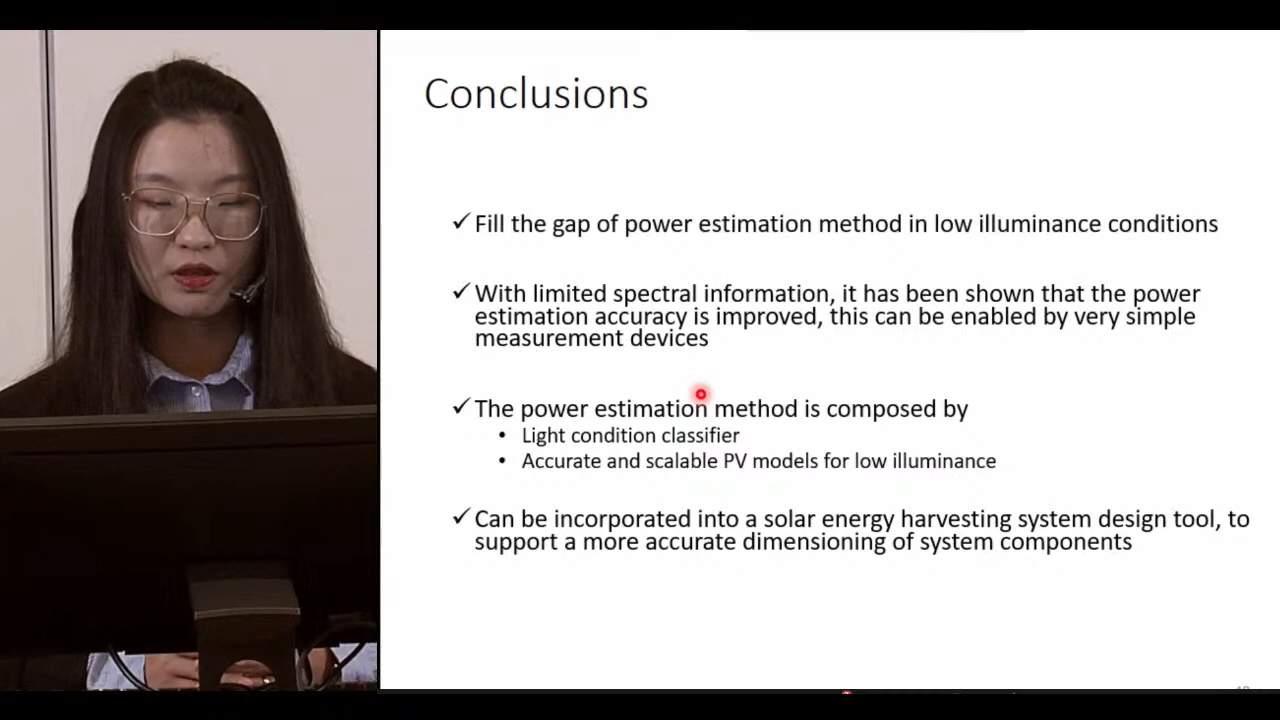 Conclusions
✓ Fill the gap of power estimation method in low illuminance conditions
✓ With limited spectral information, it has been shown that the power
estimation accuracy is improved, this can be enabled by very simple
measurement devices
✓ The power estimation method is composed by
• Light condition classifier
• Accurate and scalable PV models for low illuminance
✓ Can be incorporated into a solar energy harvesting system design tool, to
support a more accurate dimensioning of system components